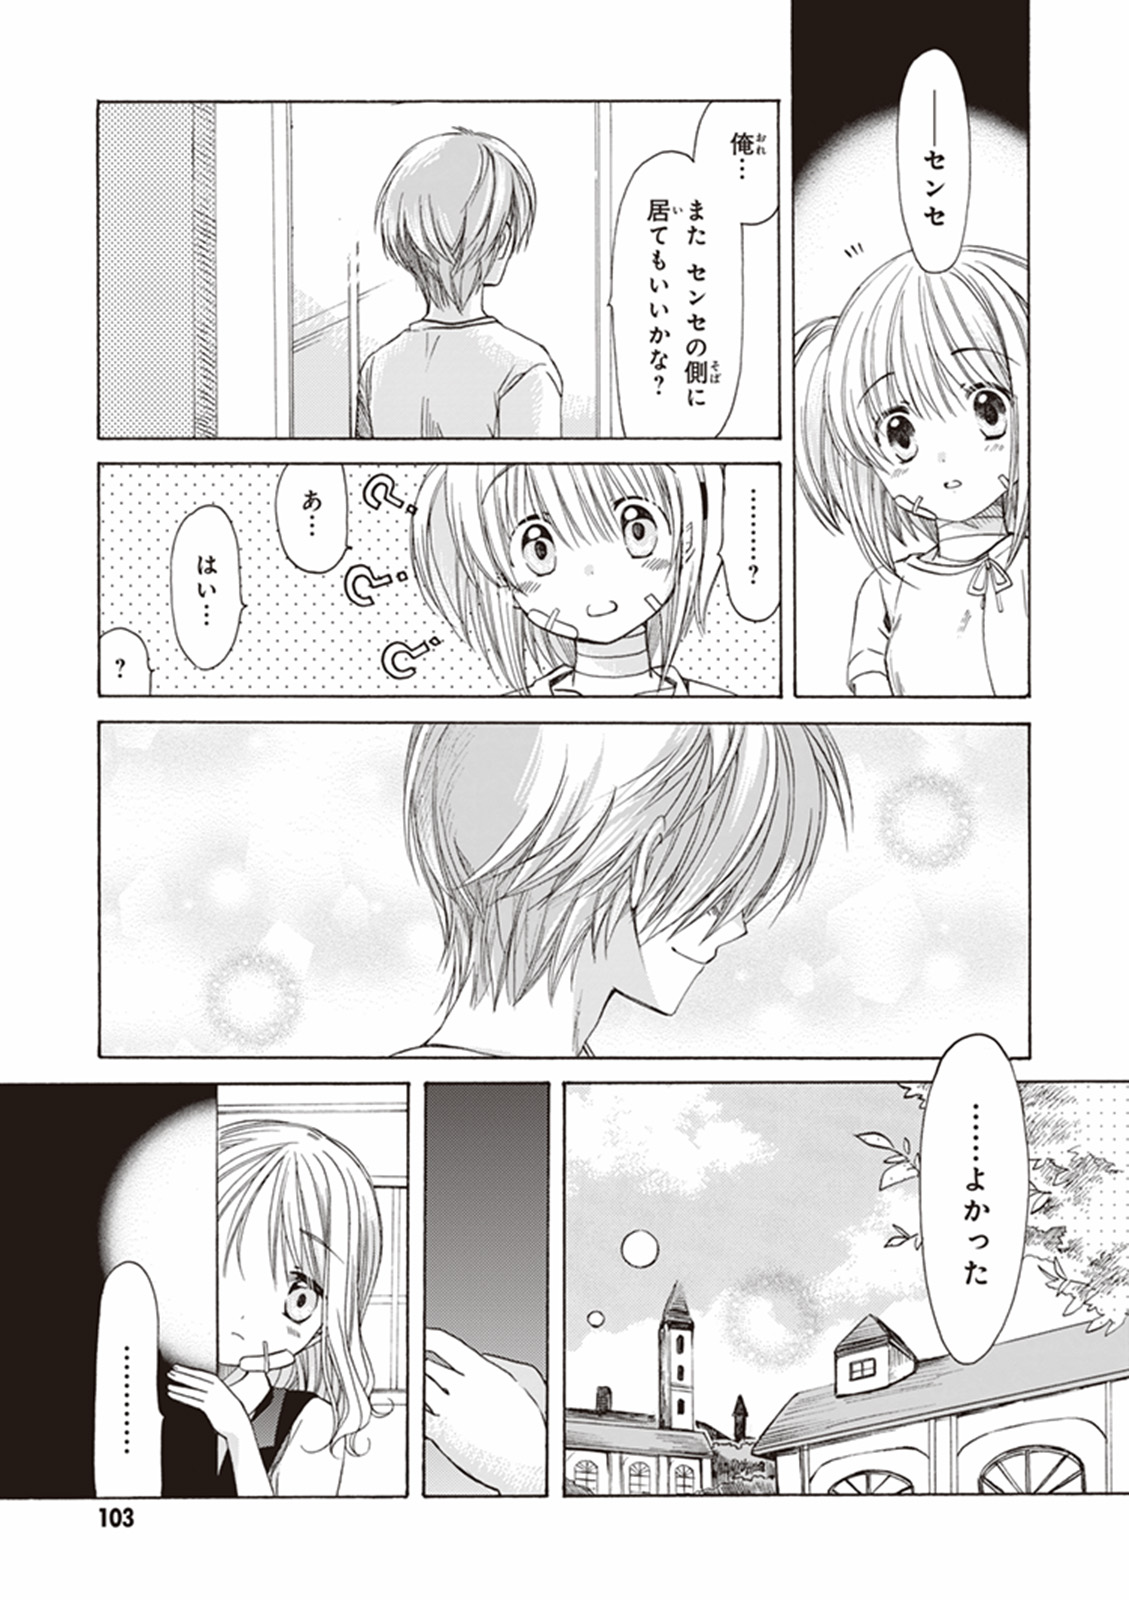 ――センセ
俺…
また センセの側に
居てもいいかな？
………？
あ…
はい…
？
……よかった
…………
103